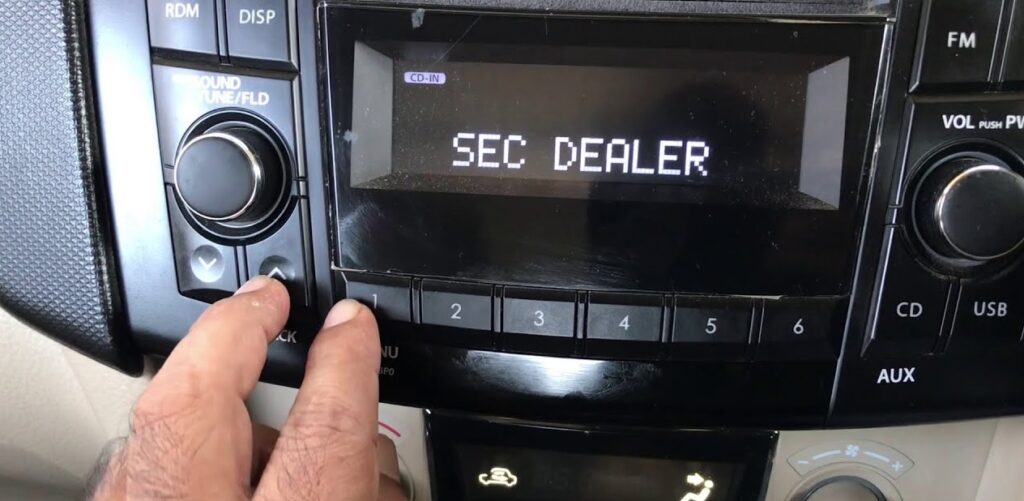 RDM
DISP
SOUND
TUNE/FLD
CD-IN
SEC DEALER
FM
VOL PUSH
1
2
3
4
5
6
CD
USB
AUX